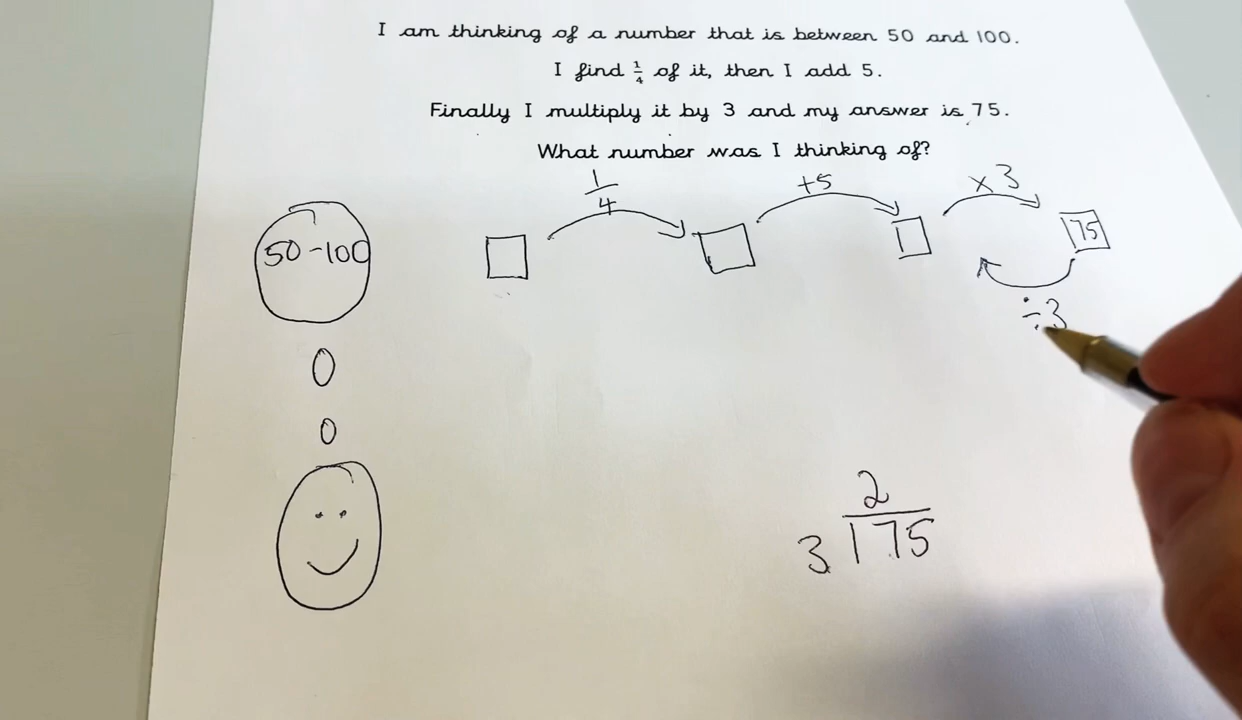 I am thinking of a number that is between 50 and 100.
I find 1/4 of it, then I add 5.
Finally I multiply it by 3 and my answer is 75.
What number was I thinking of?
1/4
+5
×3
50-100
75
÷3
2
3 175